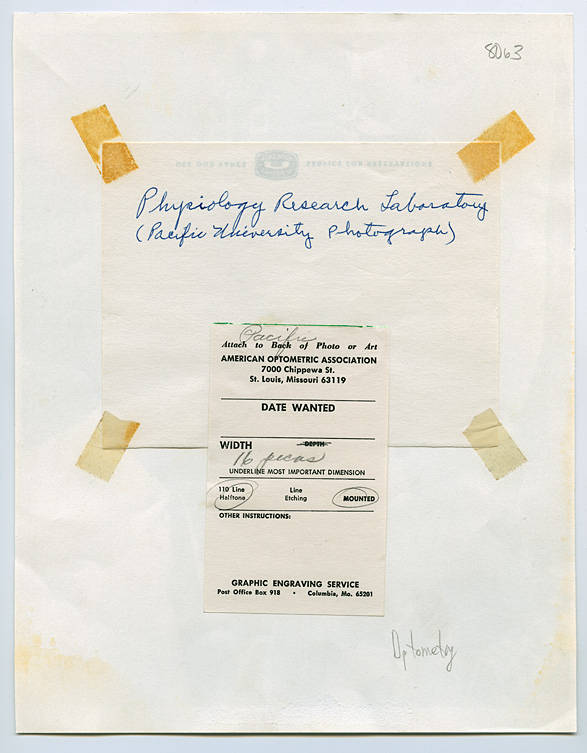 8D63
Physiology Research Laboratory
(Pacific University Photograph)
Pacific
Attach to Back of Photo or Art
AMERICAN OPTOMETRIC ASSOCIATION
7000 Chippewa St.
St. Louis, Missouri 63119
DATE WANTED
WIDTH DEPTH
16 picas
UNDERLINE MOST IMPORTANT DIMENSION
110 Line Halftone Line Etching MOUNTED
OTHER INSTRUCTIONS:
GRAPHIC ENGRAVING SERVICE
Post Office Box 918 • Columbia, Mo. 65201
Optometry